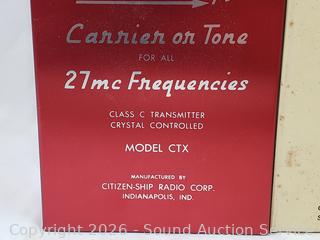 Carrier or Tone
FOR ALL
27mc Frequencies
CLASS C TRANSMITTER
CRYSTAL CONTROLLED
MODEL CTX
MANUFACTURED BY
CITIZEN-SHIP RADIO CORP.
INDIANAPOLIS, IND.
Copyright 2026 - Sound Auction Service